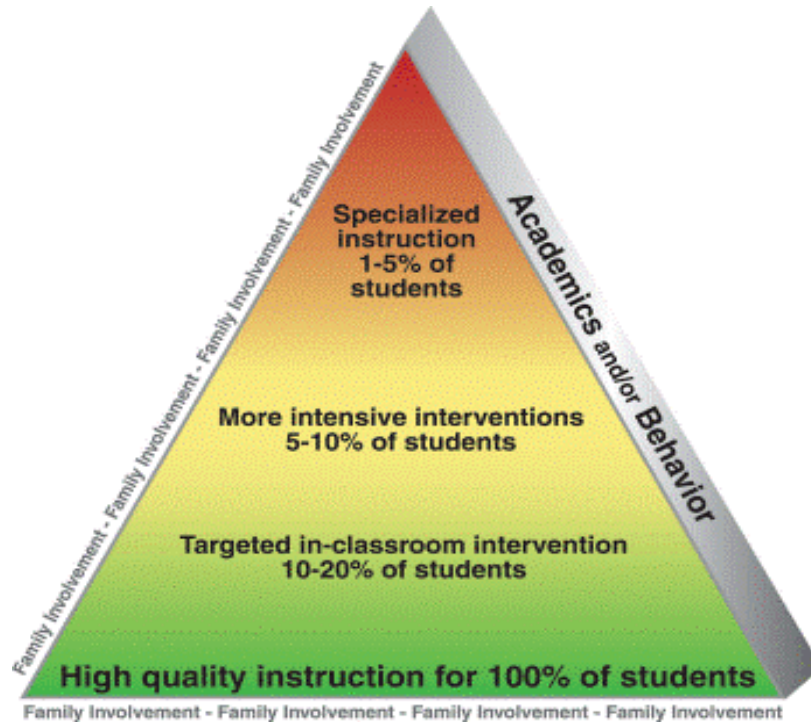 Family Involvement - Family Involvement - Family Involvement - Family Involvement
Academics and/or Behavior
Specialized
instruction
1-5% of
students
More intensive interventions
5-10% of students
Targeted in-classroom intervention
10-20% of students
High quality instruction for 100% of students
Family Involvement - Family Involvement - Family Involvement - Family Involvement